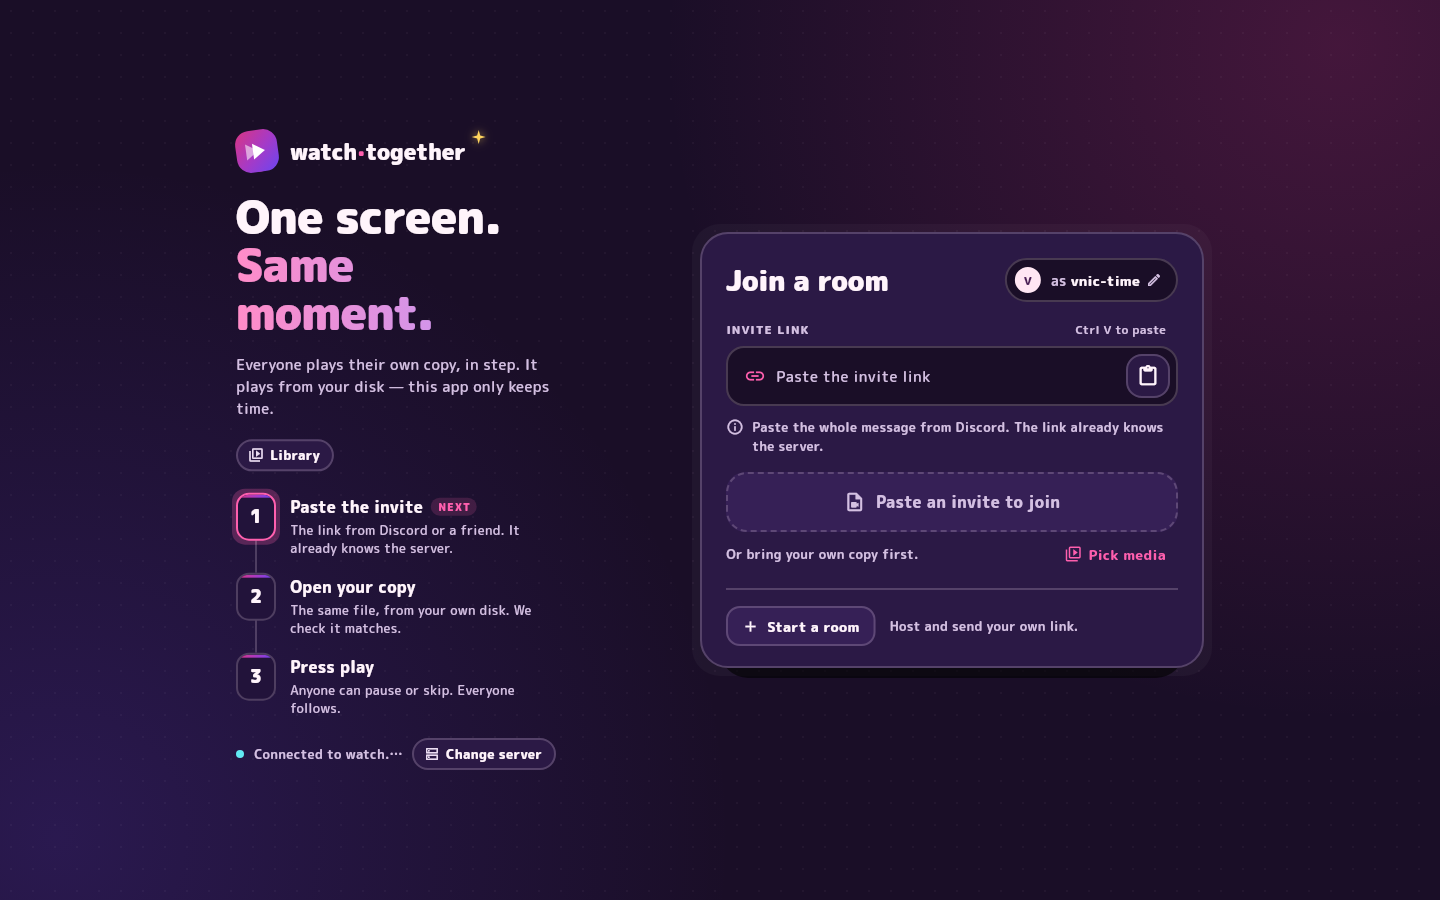 watch·together
One screen.
Same
moment.
Everyone plays their own copy, in step. It
plays from your disk — this app only keeps
time.
Library
1
Paste the invite NEXT
The link from Discord or a friend. It
already knows the server.
2
Open your copy
The same file, from your own disk. We
check it matches.
3
Press play
Anyone can pause or skip. Everyone
follows.
Connected to watch.…
Change server
Join a room
V as vnic-time
INVITE LINK
Ctrl V to paste
Paste the invite link
Paste the whole message from Discord. The link already knows
the server.
Paste an invite to join
Or bring your own copy first.
Pick media
Start a room
Host and send your own link.